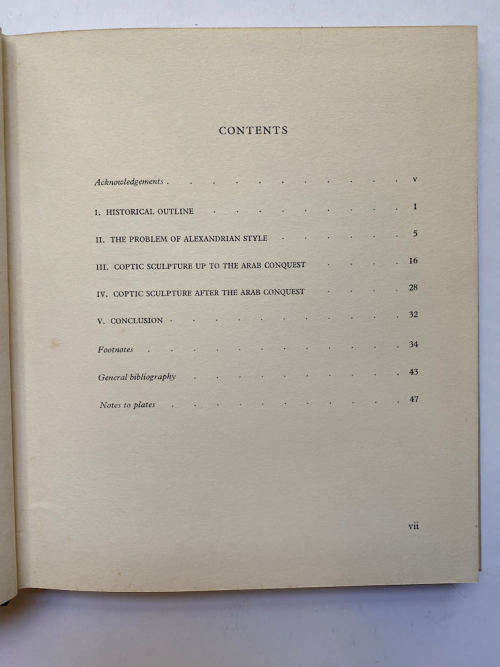 CONTENTS
Acknowledgements . . . . . . . . . . . v
I. HISTORICAL OUTLINE . . . . . . . . . 1
II. THE PROBLEM OF ALEXANDRIAN STYLE . . . . . . 5
III. COPTIC SCULPTURE UP TO THE ARAB CONQUEST . . . . 16
IV. COPTIC SCULPTURE AFTER THE ARAB CONQUEST . . . . 28
V. CONCLUSION . . . . . . . . . . . 32
Footnotes . . . . . . . . . . . . 34
General bibliography . . . . . . . . . . 43
Notes to plates . . . . . . . . . . . 47
vii